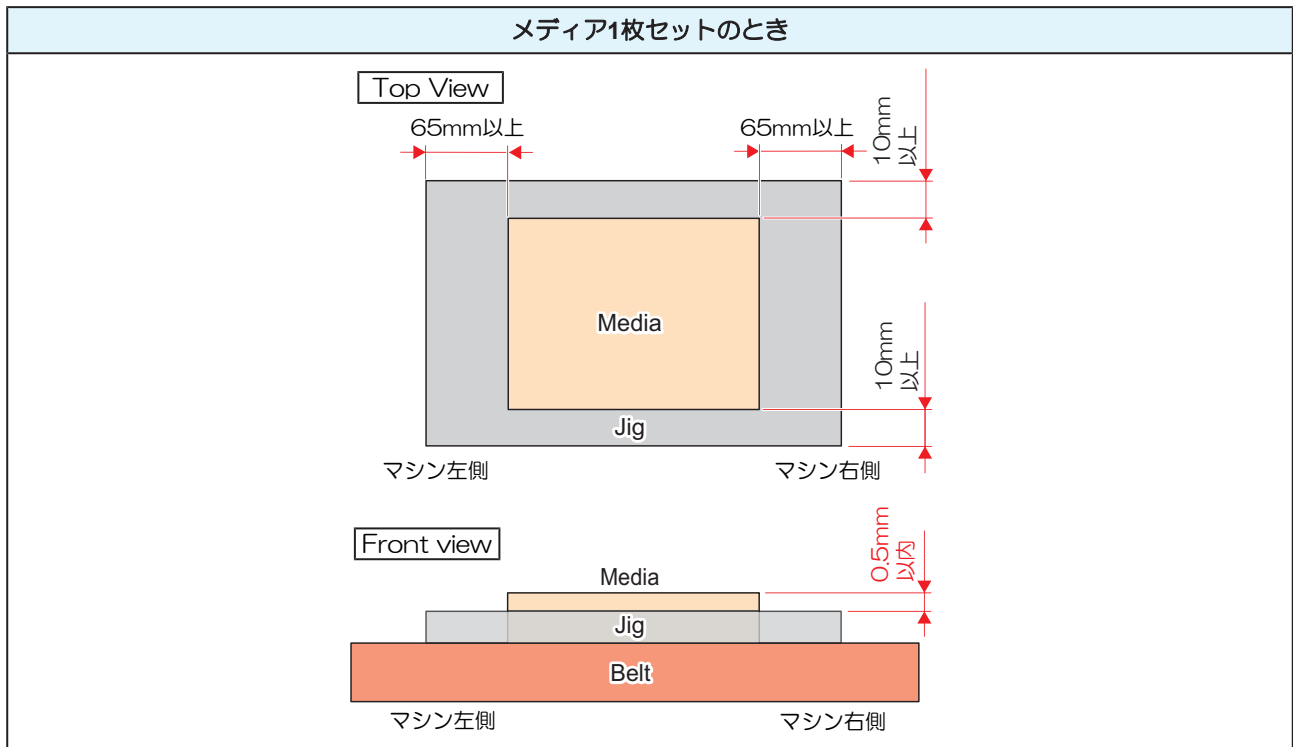 メディア1枚セットのとき
Top View
65mm以上
65mm以上
10mm
以上
Media
10mm
以上
Jig
マシン左側
マシン右側
Front view
0.5mm
以内
Media
Jig
Belt
マシン左側
マシン右側